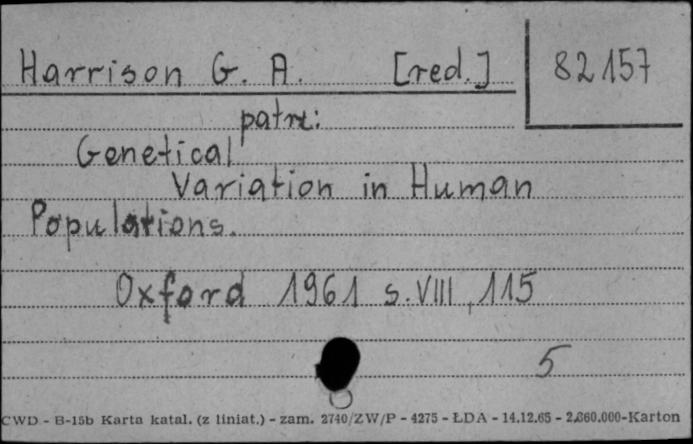 Harrison G. A. [red.] 82157
patrz:
Genetical
Variation in Human
Populations.
Oxford 1961 s. VIII, 115
5
CWD - B-15b Karta katal. (z liniat.) - zam. 2740/ZW/P - 4275 - ŁDA - 14.12.65 - 2.860.000-Karton